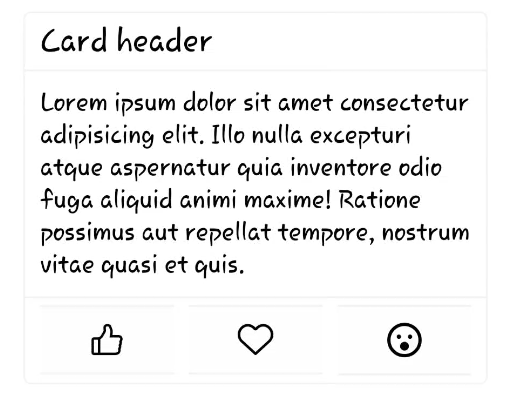 Card header
Lorem ipsum dolor sit amet consectetur
adipisicing elit. Illo nulla excepturi
atque aspernatur quia inventore odio
fuga aliquid animi maxime! Ratione
possimus aut repellat tempore, nostrum
vitae quasi et quis.